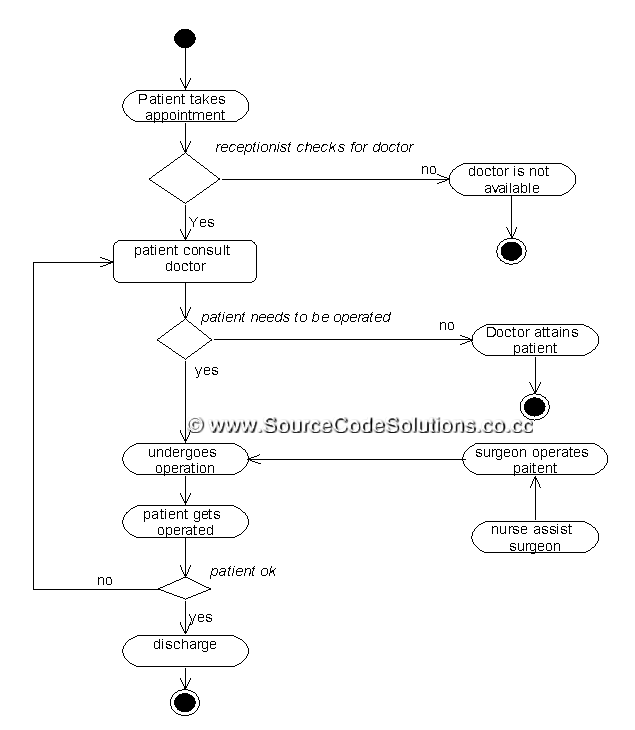 Patient takes
appointment
receptionist checks for doctor
no
doctor is not
available
Yes
patient consult
doctor
patient needs to be operated
no
Doctor attains
patient
yes
© www.SourceCodeSolutions.co.cc
undergoes
operation
surgeon operates
paitent
patient gets
operated
nurse assist
surgeon
patient ok
no
yes
discharge